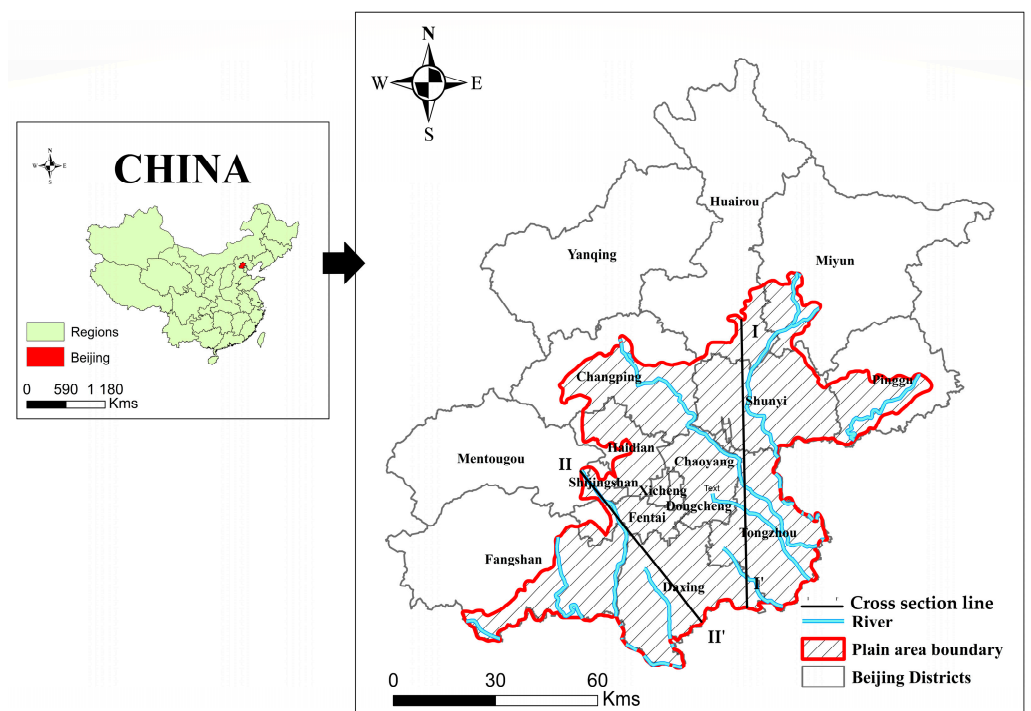 N
W E
S
CHINA
W E
N
S
Regions
Beijing
0 590 1 180
Kms
Huairou
Yanqing
Miyun
I
Changping
Pinggu
Shunyi
Haidian
Mentougou
II
Chaoyang
Shijingshan
Xicheng
Text
Dongcheng
Fentai
Tongzhou
Fangshan
Daxing
I'
II'
Cross section line
River
Plain area boundary
Beijing Districts
0 30 60
Kms